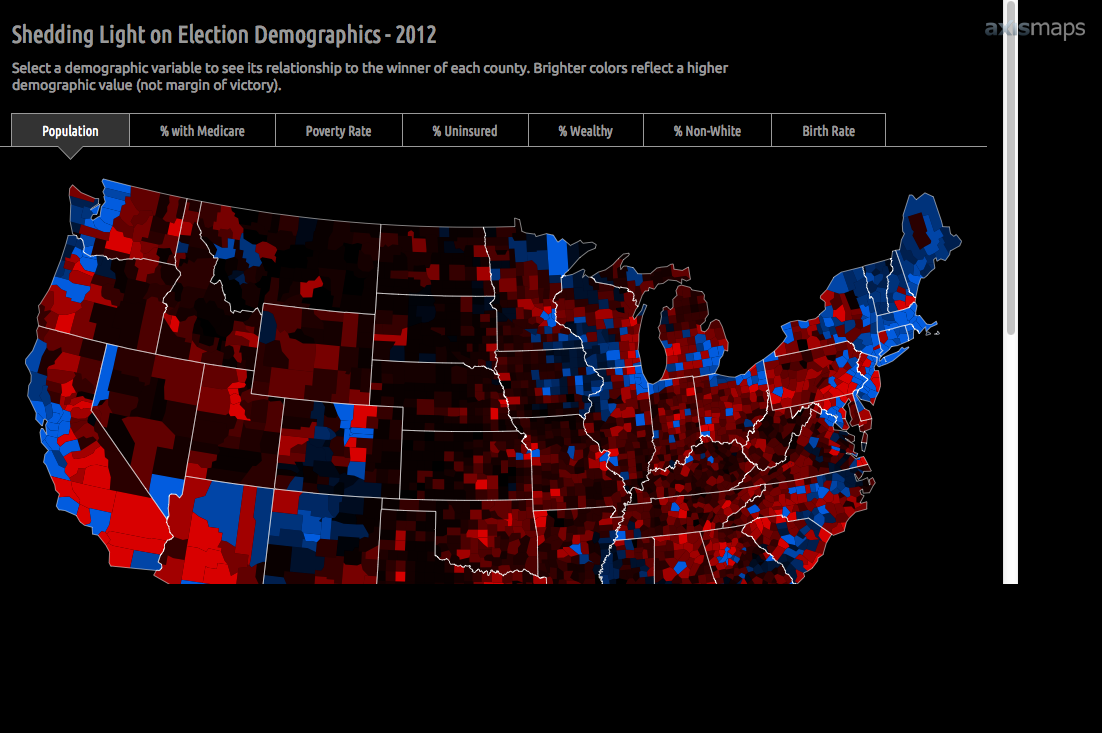 Shedding Light on Election Demographics - 2012
axismaps
Select a demographic variable to see its relationship to the winner of each county. Brighter colors reflect a higher
demographic value (not margin of victory).
Population % with Medicare Poverty Rate % Uninsured % Wealthy % Non-White Birth Rate